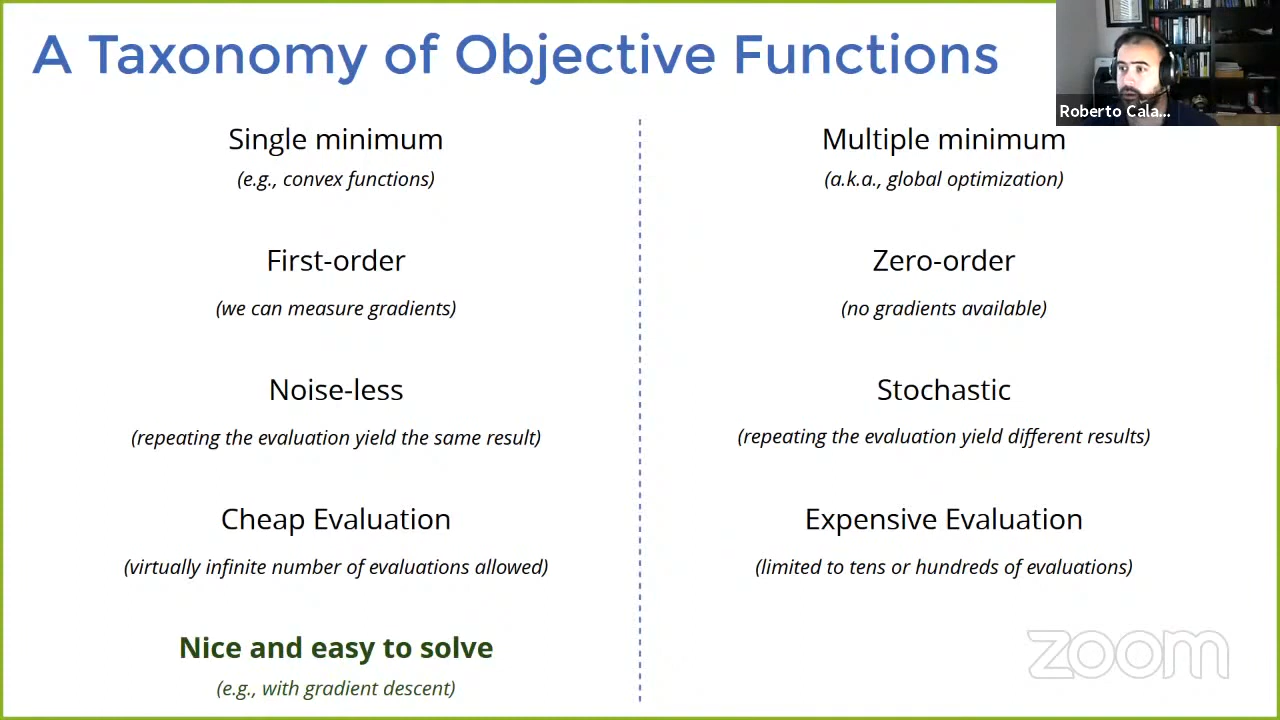 A Taxonomy of Objective Functions
Roberto Cala...
Single minimum
(e.g., convex functions)
First-order
(we can measure gradients)
Noise-less
(repeating the evaluation yield the same result)
Cheap Evaluation
(virtually infinite number of evaluations allowed)
Nice and easy to solve
(e.g., with gradient descent)
Multiple minimum
(a.k.a., global optimization)
Zero-order
(no gradients available)
Stochastic
(repeating the evaluation yield different results)
Expensive Evaluation
(limited to tens or hundreds of evaluations)
zoom